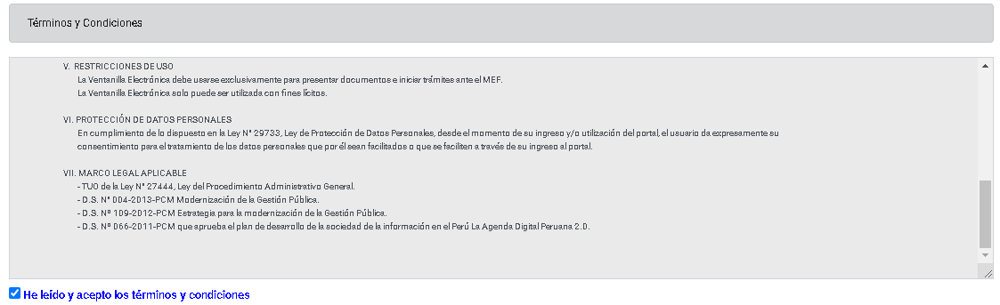 Términos y Condiciones
V. RESTRICCIONES DE USO
La Ventanilla Electrónica debe usarse exclusivamente para presentar documentos e iniciar trámites ante el MEF.
La Ventanilla Electrónica solo puede ser utilizada con fines lícitos.
VI. PROTECCIÓN DE DATOS PERSONALES
En cumplimiento de lo dispuesto en la Ley N° 29733, Ley de Protección de Datos Personales, desde el momento de su ingreso y/o utilización del portal, el usuario da expresamente su
consentimiento para el tratamiento de los datos personales que por él sean facilitados o que se faciliten a través de su ingreso al portal.
VII. MARCO LEGAL APLICABLE
- TUO de la Ley N° 27444, Ley del Procedimiento Administrativo General.
- D.S. N° 004-2013-PCM Modernización de la Gestión Pública.
- D.S. Nº 109-2012-PCM Estrategia para la modernización de la Gestión Pública.
- D.S. Nº 066-2011-PCM que aprueba el plan de desarrollo de la sociedad de la información en el Perú La Agenda Digital Peruana 2.0.
He leído y acepto los términos y condiciones